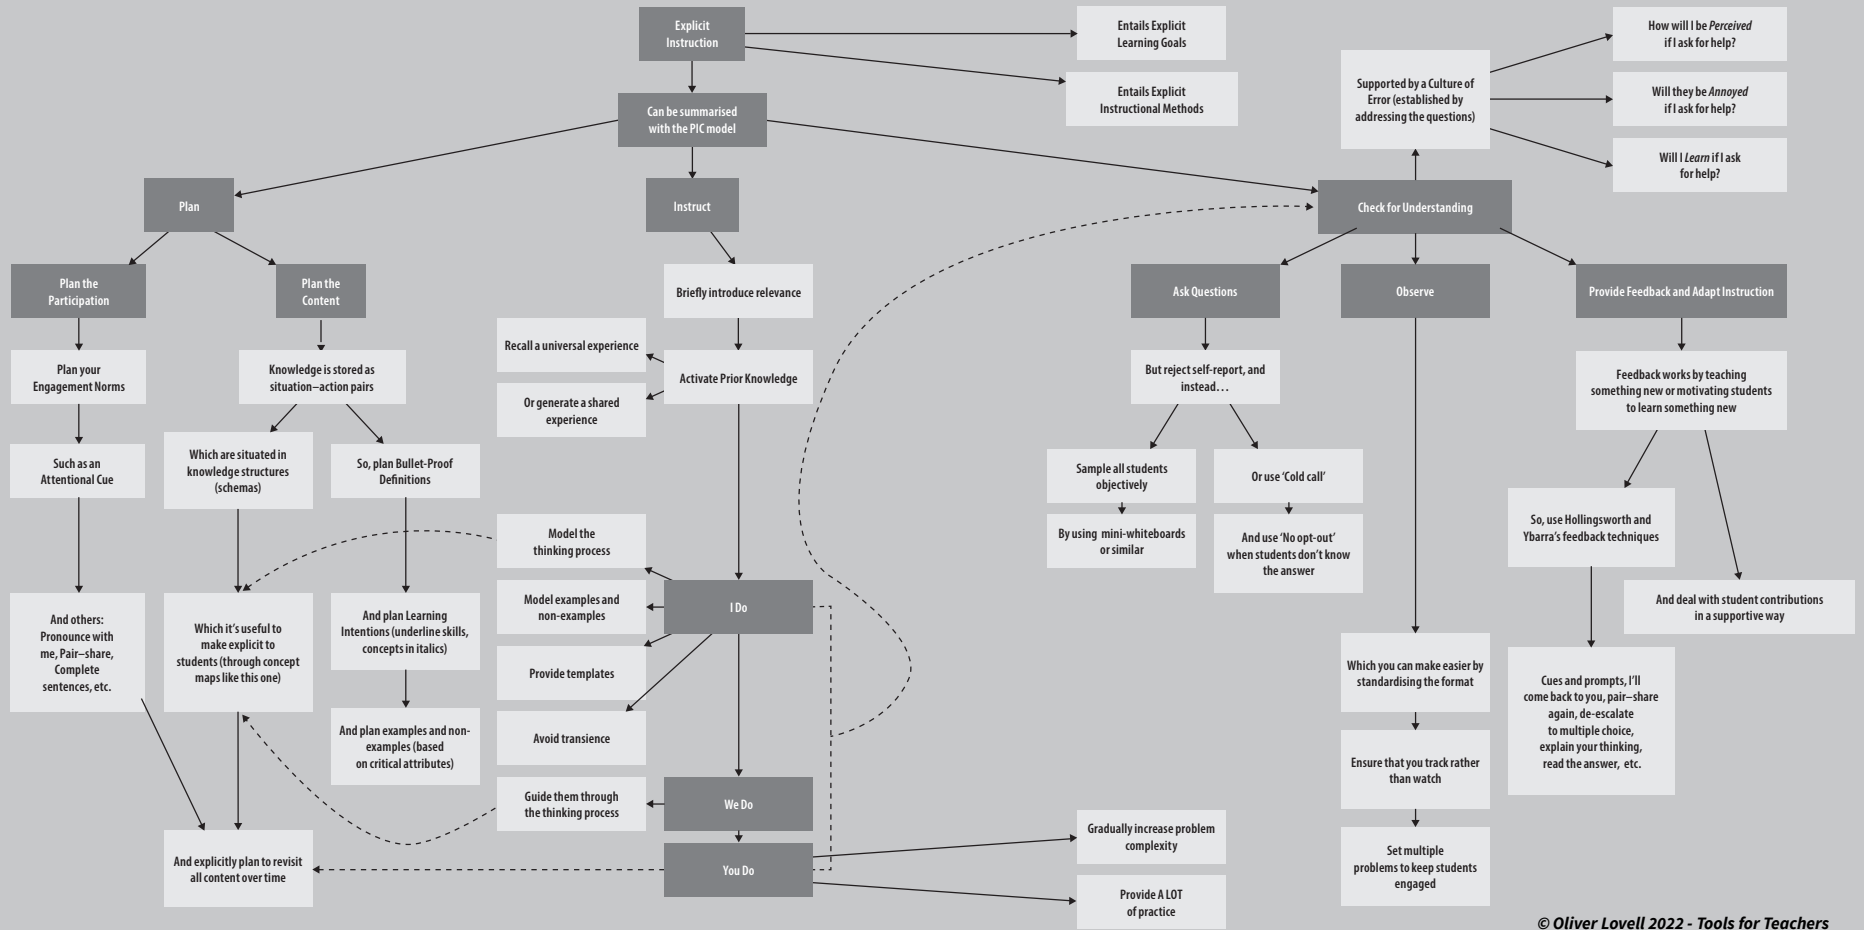 Explicit
Instruction
Entails Explicit
Learning Goals
Entails Explicit
Instructional Methods
Can be summarised
with the PIC model
Supported by a Culture of
Error (established by
addressing the questions)
How will I be Perceived
if I ask for help?
Will they be Annoyed
if I ask for help?
Will I Learn if I ask
for help?
Plan
Instruct
Check for Understanding
Plan the
Participation
Plan the
Content
Plan your
Engagement Norms
Such as an
Attentional Cue
And others:
Pronounce with
me, Pair–share,
Complete
sentences, etc.
Knowledge is stored as
situation–action pairs
Which are situated in
knowledge structures
(schemas)
So, plan Bullet-Proof
Definitions
Which it's useful to
make explicit to
students (through concept
maps like this one)
And plan Learning
Intentions (underline skills,
concepts in italics)
And plan examples and non-
examples (based
on critical attributes)
And explicitly plan to revisit
all content over time
Briefly introduce relevance
Recall a universal experience
Activate Prior Knowledge
Or generate a shared
experience
Model the
thinking process
Model examples and
non-examples
I Do
Provide templates
Avoid transience
Guide them through
the thinking process
We Do
You Do
Gradually increase problem
complexity
Provide A LOT
of practice
Ask Questions
Observe
Provide Feedback and Adapt Instruction
But reject self-report, and
instead…
Sample all students
objectively
Or use ‘Cold call’
By using mini-whiteboards
or similar
And use ‘No opt-out’
when students don’t know
the answer
Which you can make easier by
standardising the format
Ensure that you track rather
than watch
Set multiple
problems to keep students
engaged
Feedback works by teaching
something new or motivating students
to learn something new
So, use Hollingsworth and
Ybarra’s feedback techniques
And deal with student contributions
in a supportive way
Cues and prompts, I’ll
come back to you, pair–share
again, de-escalate
to multiple choice,
explain your thinking,
read the answer, etc.
© Oliver Lovell 2022 - Tools for Teachers